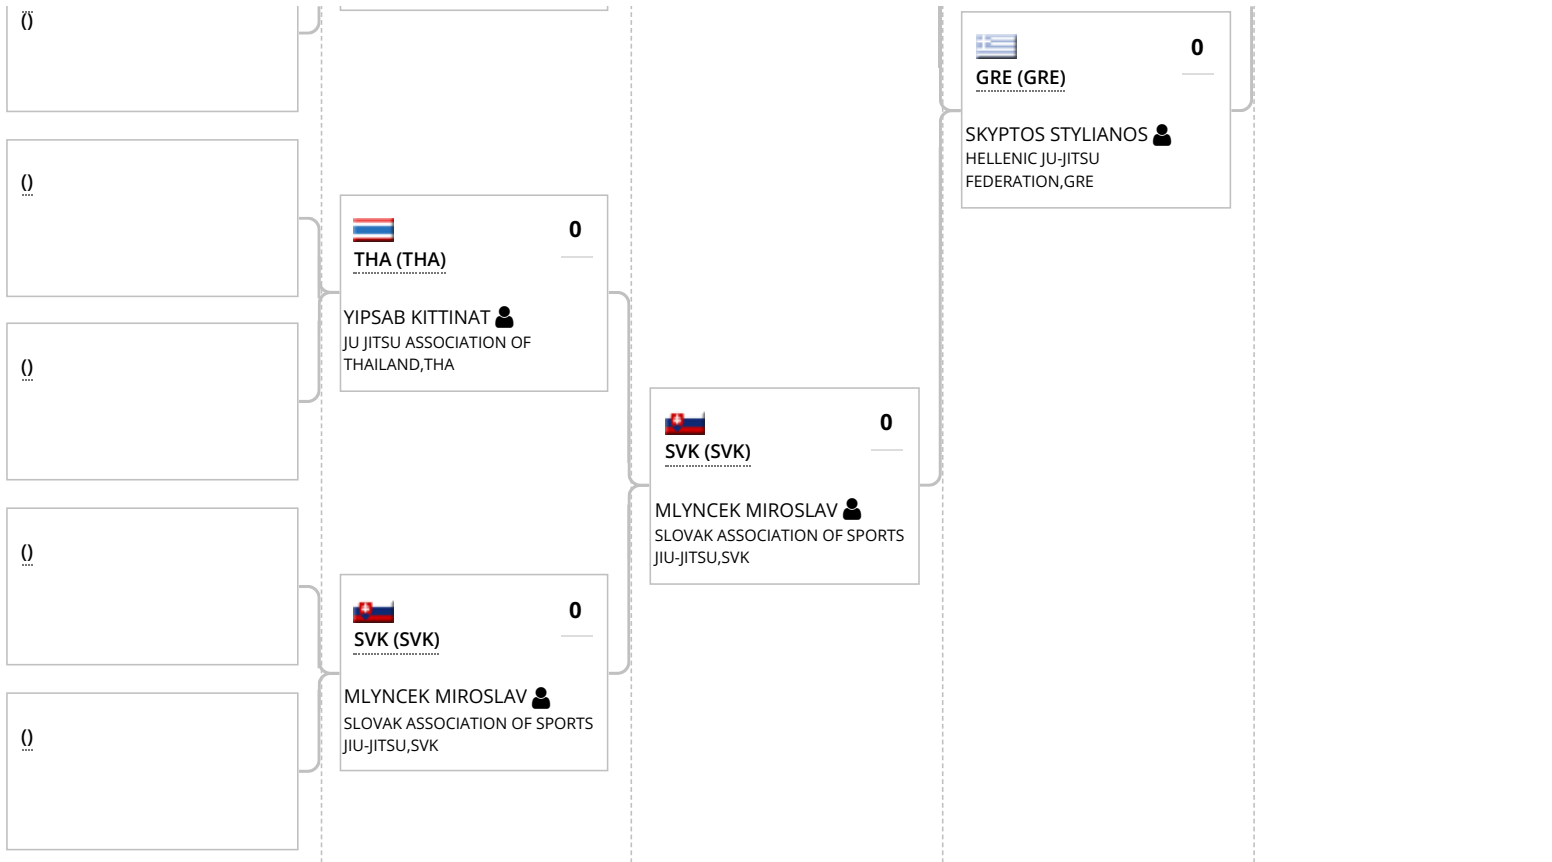 ()
()
()
()
()
0
THA (THA)
YIPSAB KITTINAT
JU JITSU ASSOCIATION OF
THAILAND,THA
0
SVK (SVK)
MLYNCEK MIROSLAV
SLOVAK ASSOCIATION OF SPORTS
JIU-JITSU,SVK
0
SVK (SVK)
MLYNCEK MIROSLAV
SLOVAK ASSOCIATION OF SPORTS
JIU-JITSU,SVK
0
GRE (GRE)
SKYPTOS STYLIANOS
HELLENIC JU-JITSU
FEDERATION,GRE